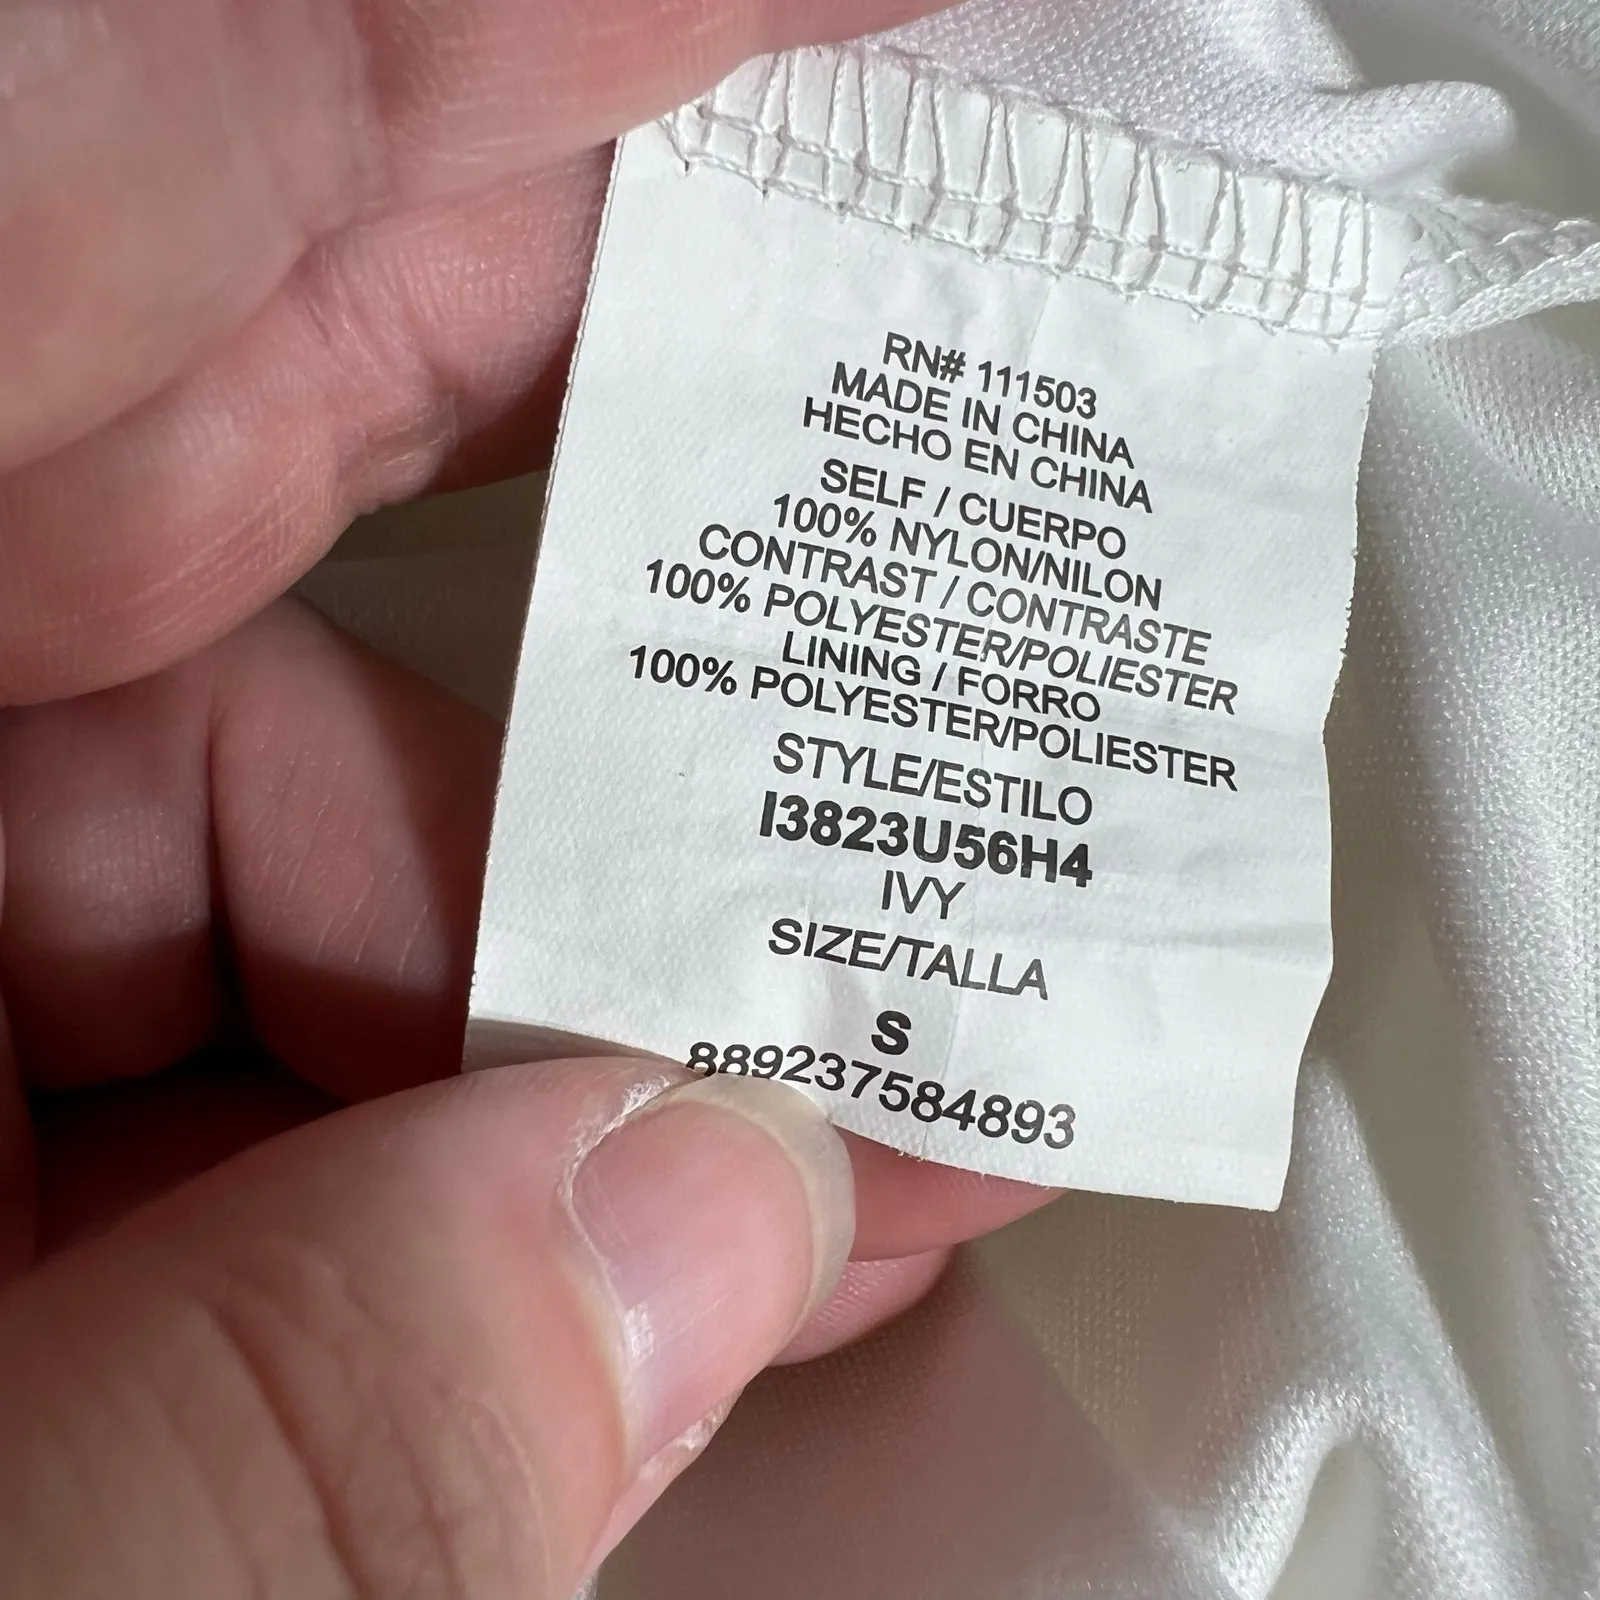 RN# 111503
MADE IN CHINA
HECHO EN CHINA
SELF / CUERPO
100% NYLON/NILON
CONTRAST / CONTRASTE
100% POLYESTER/POLIESTER
LINING / FORRO
100% POLYESTER/POLIESTER
STYLE/ESTILO
I3823U56H4
IVY
SIZE/TALLA
S
889237584893